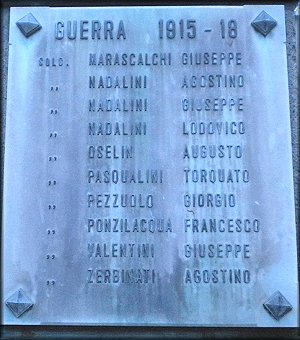 GUERRA 1915-18
SOLD. MARASCALCHI GIUSEPPE
,, NADALINI AGOSTINO
,, NADALINI GIUSEPPE
,, NADALINI LODOVICO
,, OSELIN AUGUSTO
,, PASQUALINI TORQUATO
,, PEZZUOLO GIORGIO
,, PONZILACQUA FRANCESCO
,, VALENTINI GIUSEPPE
,, ZERBINATI AGOSTINO